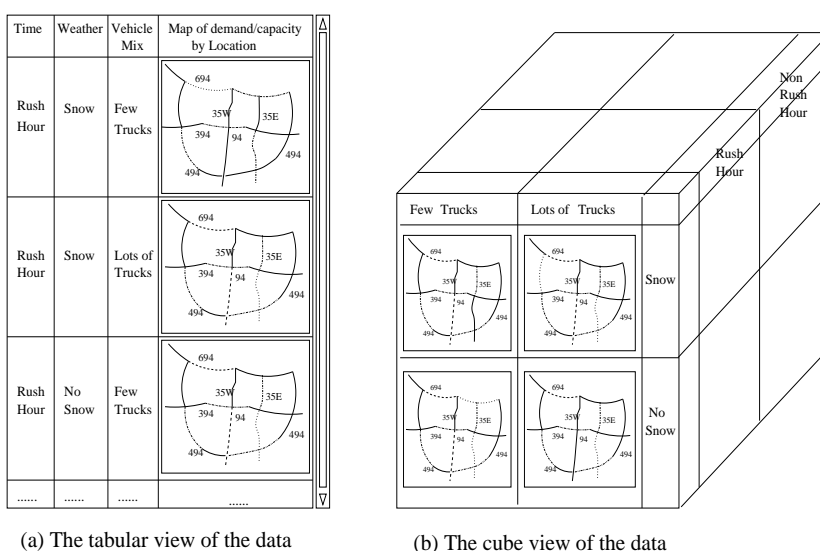 Time Weather Vehicle Mix Map of demand/capacity by Location
Rush Hour Snow Few Trucks
694
35W 35E
394 94
494 494
Rush Hour Snow Lots of Trucks
694
35W 35E
394 94
494 494
Rush Hour No Snow Few Trucks
694
35W 35E
394 94
494 494
...... ...... ...... ......
(a) The tabular view of the data
Non Rush Hour
Rush Hour
Few Trucks Lots of Trucks
694 694
35W 35E 35W 35E
394 94 394 94
494 494 494 494
Snow
694 694
35W 35E 35W 35E
394 94 394 94
494 494 494 494
No Snow
(b) The cube view of the data